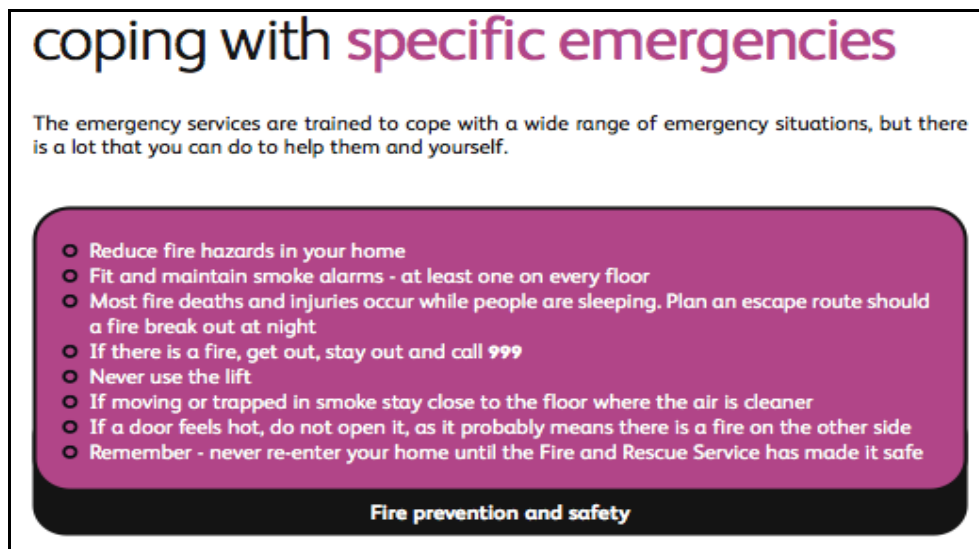 coping with specific emergencies
The emergency services are trained to cope with a wide range of emergency situations, but there
is a lot that you can do to help them and yourself.
Reduce fire hazards in your home
Fit and maintain smoke alarms - at least one on every floor
Most fire deaths and injuries occur while people are sleeping. Plan an escape route should
a fire break out at night
If there is a fire, get out, stay out and call 999
Never use the lift
If moving or trapped in smoke stay close to the floor where the air is cleaner
If a door feels hot, do not open it, as it probably means there is a fire on the other side
Remember - never re-enter your home until the Fire and Rescue Service has made it safe
Fire prevention and safety